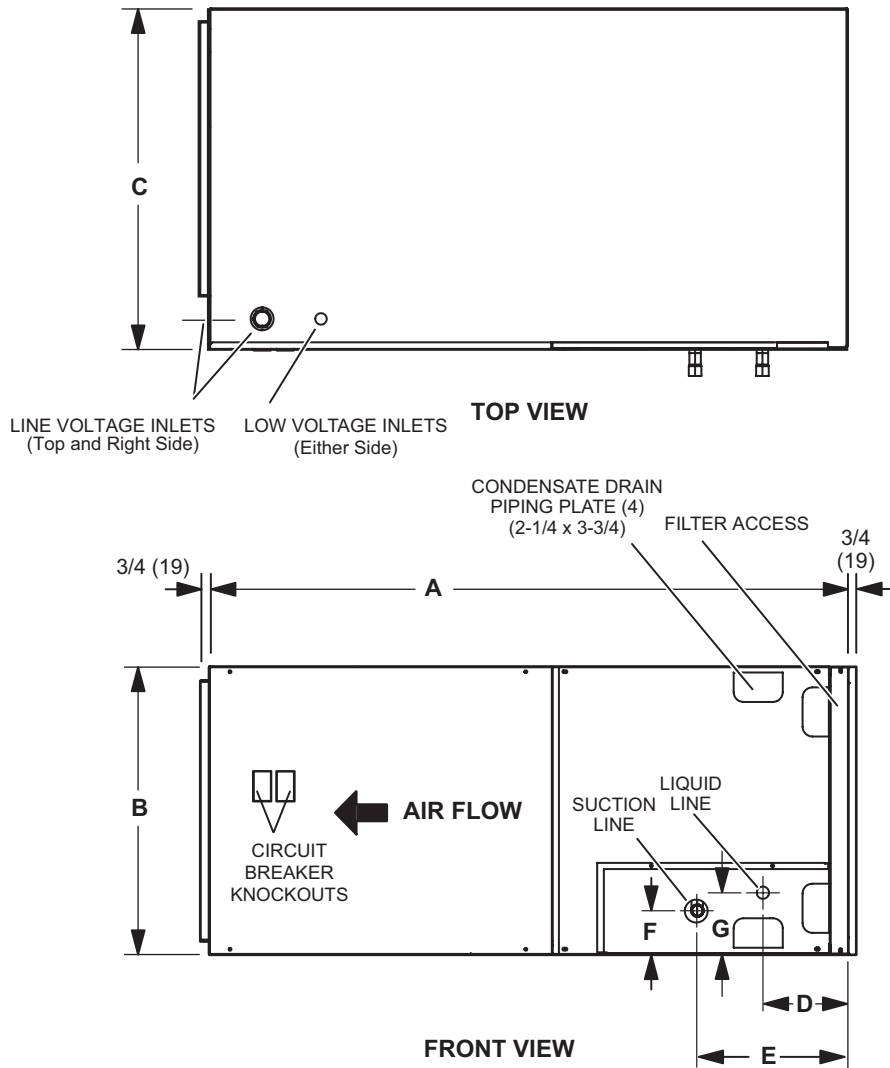 C
LINE VOLTAGE INLETS
(Top and Right Side)
LOW VOLTAGE INLETS
(Either Side)
TOP VIEW
CONDENSATE DRAIN
PIPING PLATE (4)
(2-1/4 x 3-3/4)
FILTER ACCESS
3/4 (19)
A
3/4
(19)
B
AIR FLOW
CIRCUIT
BREAKER
KNOCKOUTS
SUCTION
LINE
LIQUID
LINE
F
G
D
E
FRONT VIEW